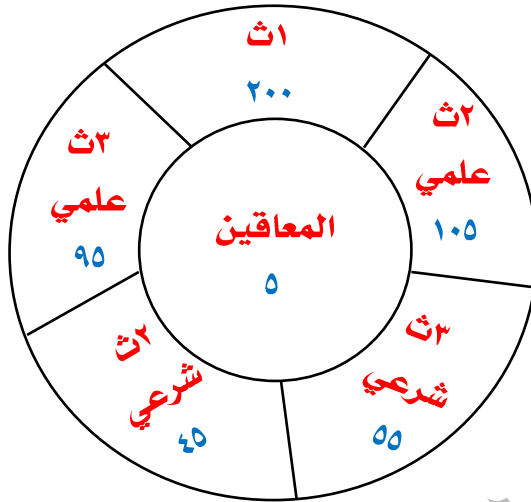 ١ث
٢٠٠
٢ث
علمي
١٠٥
٣ث
علمي
٩٥
المعاقين
٥
٣ث
شرعي
٥٥
٢ث
شرعي
٤٥